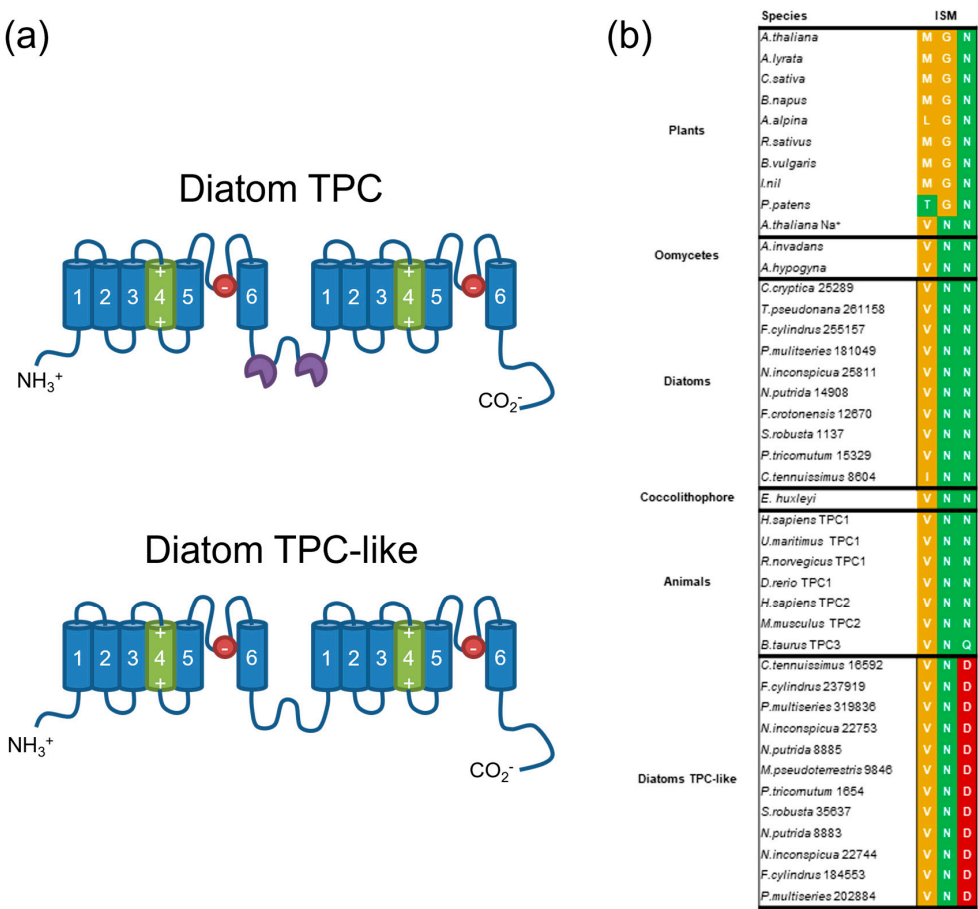 (a)
Diatom TPC
1 2 3 + 4 + 5 - 6 1 2 3 + 4 + 5 - 6
NH₃⁺
CO₂⁻
Diatom TPC-like
1 2 3 + 4 + 5 - 6 1 2 3 + 4 + 5 - 6
NH₃⁺
CO₂⁻
(b)
Species ISM
Plants
A.thaliana M G N
A.lyrata M G N
C.sativa M G N
B.napus M G N
A.alpina L G N
R.sativus M G N
B.vulgaris M G N
I.nil M G N
P.patens T G N
A.thaliana Na⁺ V N N
Oomycetes
A.invadans V N N
A.hypogyna V N N
Diatoms
C.cryptica 25289 V N N
T.pseudonana 261158 V N N
F.cylindrus 255157 V N N
P.mulitseries 181049 V N N
N.inconspicua 25811 V N N
N.putrida 14908 V N N
F.crotonensis 12670 V N N
S.robusta 1137 V N N
P.tricornutum 15329 V N N
C.tennuissimus 8604 I N N
Coccolithophore
E. huxleyi V N N
Animals
H.sapiens TPC1 V N N
U.maritimus TPC1 V N N
R.norvegicus TPC1 V N N
D.rerio TPC1 V N N
H.sapiens TPC2 V N N
M.musculus TPC2 V N N
B.taurus TPC3 V N Q
Diatoms TPC-like
C.tennuissimus 16592 V N D
F.cylindrus 237919 V N D
P.multiseries 319836 V N D
N.inconspicua 22753 V N D
N.putrida 8885 V N D
M.pseudoterrestris 9846 V N D
P.tricornutum 1654 V N D
S.robusta 35637 V N D
N.putrida 8883 V N D
N.inconspicua 22744 V N D
F.cylindrus 184553 V N D
P.multiseries 202884 V N D